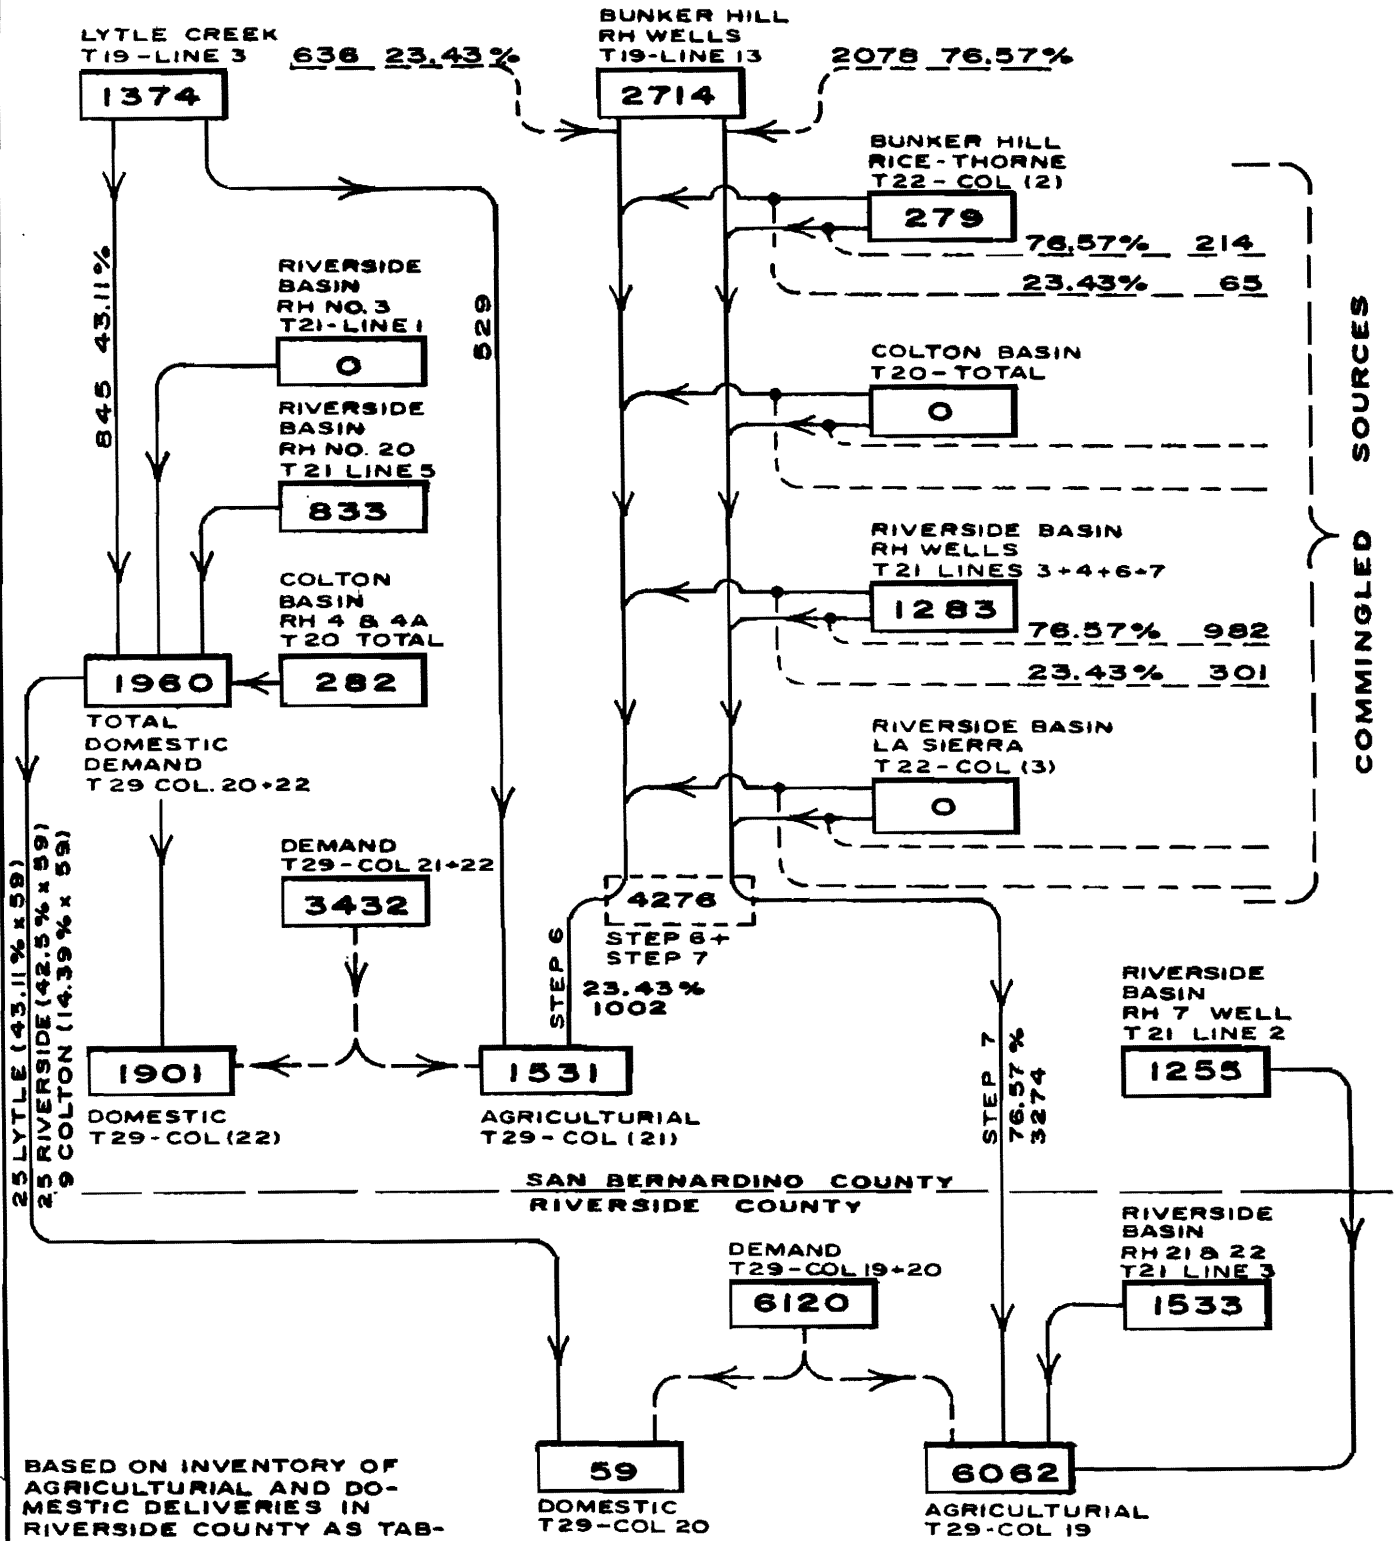 LYTLE CREEK
T19-LINE 3
1374
636 23.43%
BUNKER HILL
RH WELLS
T19-LINE 13
2714
2078 76.57%
BUNKER HILL
RICE-THORNE
T22-COL (2)
279
76.57% 214
23.43% 65
845 43.11%
RIVERSIDE
BASIN
RH NO. 3
T21-LINE 1
0
529
COLTON BASIN
T20-TOTAL
0
RIVERSIDE
BASIN
RH NO. 20
T21 LINE 5
833
RIVERSIDE BASIN
RH WELLS
T21 LINES 3+4+6+7
1283
76.57% 982
23.43% 301
COMMINGLED SOURCES
COLTON
BASIN
RH 4 & 4A
T20 TOTAL
282
1960
TOTAL
DOMESTIC
DEMAND
T29 COL. 20+22
RIVERSIDE BASIN
LA SIERRA
T22-COL (3)
0
DEMAND
T29-COL 21+22
3432
4276
STEP 6+
STEP 7
STEP 6
23.43%
1002
25 LYTLE (43.11% x 59)
25 RIVERSIDE (42.5% x 59)
9 COLTON (14.39% x 59)
1901
DOMESTIC
T29-COL (22)
1531
AGRICULTURIAL
T29-COL (21)
STEP 7
76.57%
3274
RIVERSIDE
BASIN
RH 7 WELL
T21 LINE 2
1255
SAN BERNARDINO COUNTY
RIVERSIDE COUNTY
RIVERSIDE
BASIN
RH 21 & 22
T21 LINE 3
1533
DEMAND
T29-COL 19+20
6120
59
DOMESTIC
T29-COL 20
6062
AGRICULTURIAL
T29-COL 19
BASED ON INVENTORY OF
AGRICULTURIAL AND DO-
MESTIC DELIVERIES IN
RIVERSIDE COUNTY AS TAB-